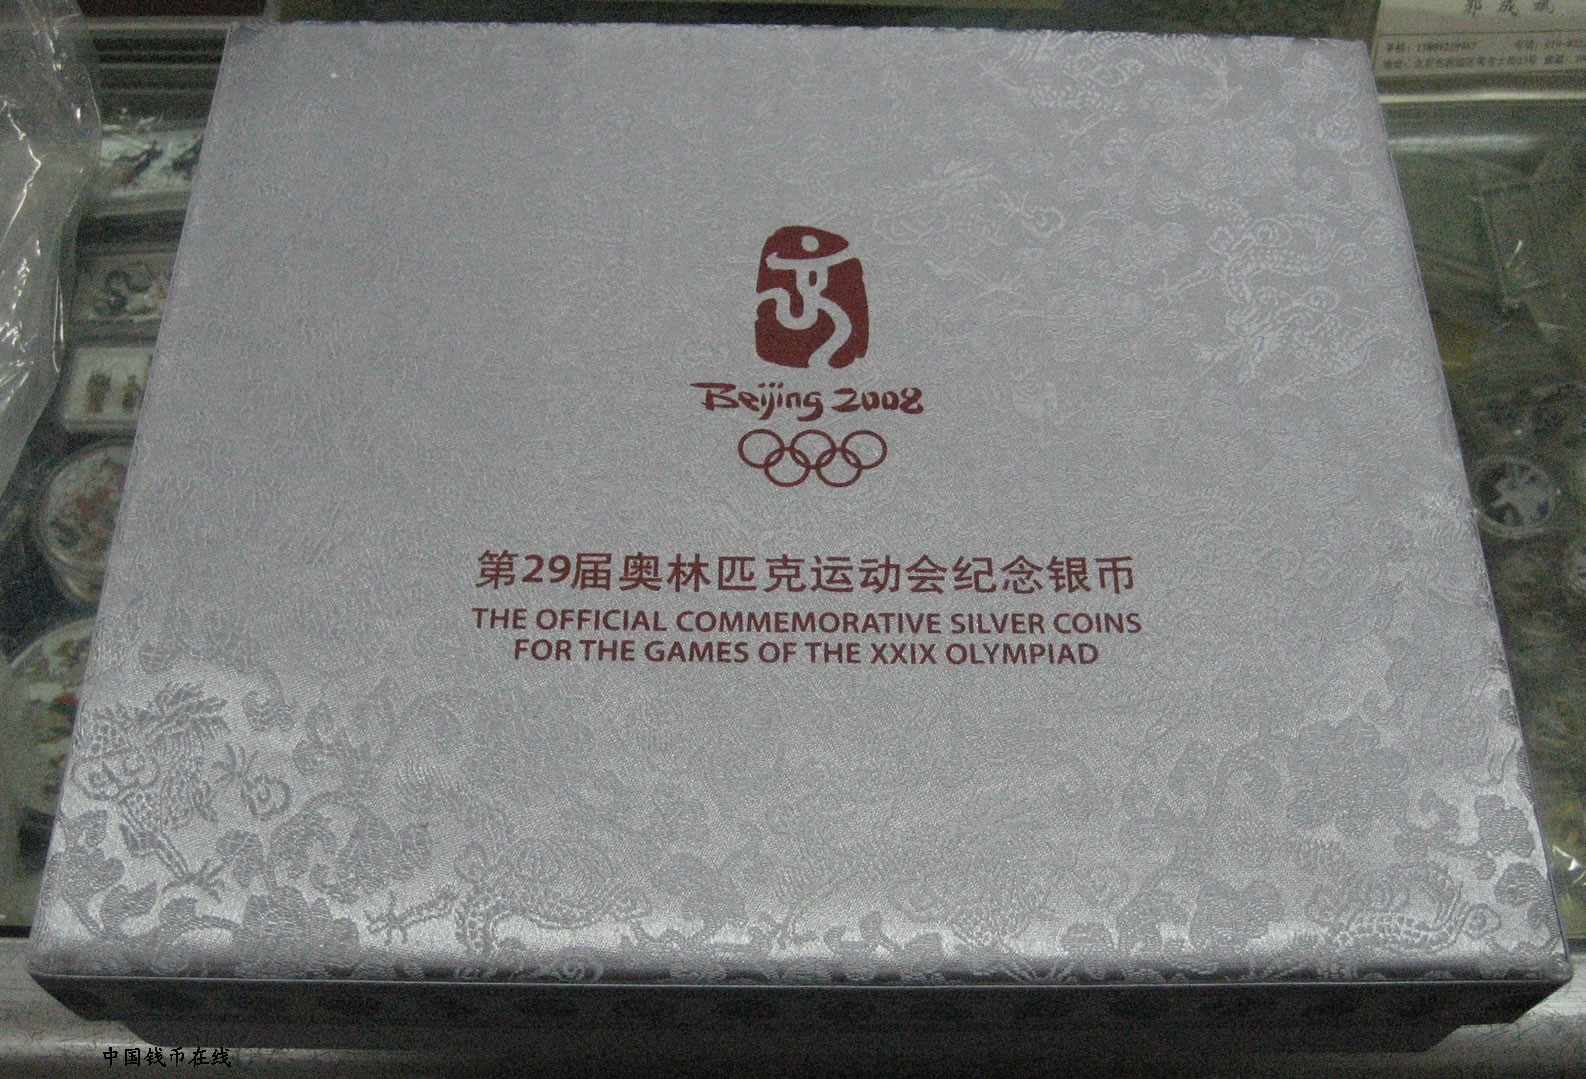 Beijing 2008
第29届奥林匹克运动会纪念银币
THE OFFICIAL COMMEMORATIVE SILVER COINS
FOR THE GAMES OF THE XXIX OLYMPIAD
中国钱币在线